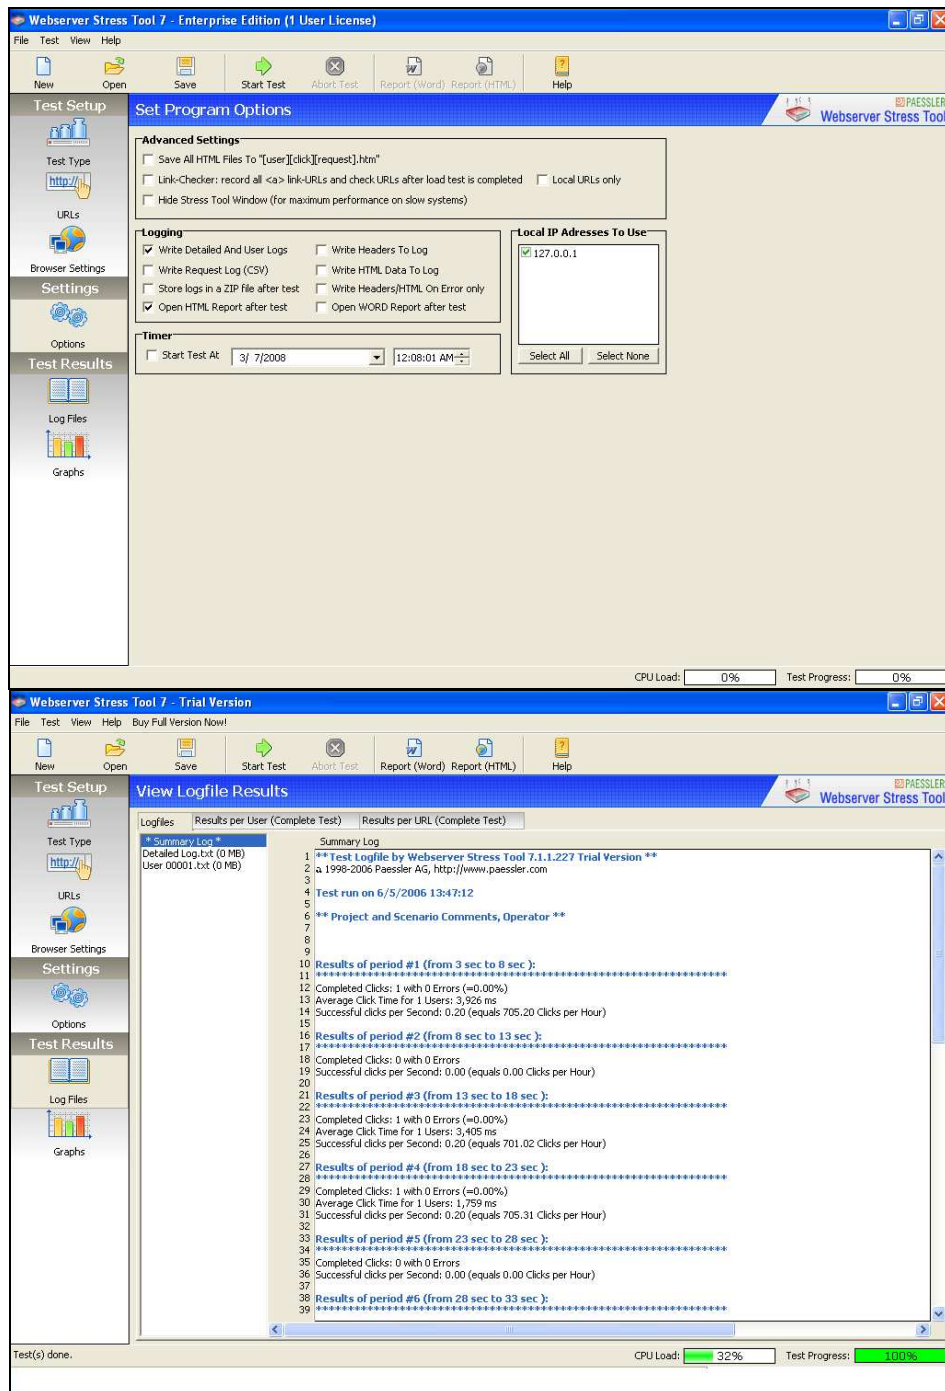 Webserver Stress Tool 7 - Enterprise Edition (1 User License)
File Test View Help
New Open Save Start Test Abort Test Report (Word) Report (HTML) Help
Test Setup
Test Type
http://
URLs
Browser Settings
Settings
Options
Test Results
Log Files
Graphs
Set Program Options
PAESSLER
Webserver Stress Tool
Advanced Settings
Save All HTML Files To "[user][click][request].htm"
Link-Checker: record all <a> link-URLs and check URLs after load test is completed Local URLs only
Hide Stress Tool Window (for maximum performance on slow systems)
Logging
Write Detailed And User Logs Write Headers To Log
Write Request Log (CSV) Write HTML Data To Log
Store logs in a ZIP file after test Write Headers/HTML On Error only
Open HTML Report after test Open WORD Report after test
Local IP Adresses To Use
127.0.0.1
Select All Select None
Timer
Start Test At 3/ 7/2008 12:08:01 AM
CPU Load: 0% Test Progress: 0%
Webserver Stress Tool 7 - Trial Version
File Test View Help Buy Full Version Now!
New Open Save Start Test Abort Test Report (Word) Report (HTML) Help
Test Setup
Test Type
http://
URLs
Browser Settings
Settings
Options
Test Results
Log Files
Graphs
View Logfile Results
PAESSLER
Webserver Stress Tool
Logfiles Results per User (Complete Test) Results per URL (Complete Test)
* Summary Log *
Detailed Log.txt (0 MB)
User 00001.txt (0 MB)
Summary Log
1 ** Test Logfile by Webserver Stress Tool 7.1.1.227 Trial Version **
2 a 1998-2006 Paessler AG, http://www.paessler.com
3
4 Test run on 6/5/2006 13:47:12
5
6 ** Project and Scenario Comments, Operator **
7
8
9
10 Results of period #1 (from 3 sec to 8 sec ):
11 ******************************************************************
12 Completed Clicks: 1 with 0 Errors (=0.00%)
13 Average Click Time for 1 Users: 3,926 ms
14 Successful clicks per Second: 0.20 (equals 705.20 Clicks per Hour)
15
16 Results of period #2 (from 8 sec to 13 sec ):
17 ******************************************************************
18 Completed Clicks: 0 with 0 Errors
19 Successful clicks per Second: 0.00 (equals 0.00 Clicks per Hour)
20
21 Results of period #3 (from 13 sec to 18 sec ):
22 ******************************************************************
23 Completed Clicks: 1 with 0 Errors (=0.00%)
24 Average Click Time for 1 Users: 3,405 ms
25 Successful clicks per Second: 0.20 (equals 701.02 Clicks per Hour)
26
27 Results of period #4 (from 18 sec to 23 sec ):
28 ******************************************************************
29 Completed Clicks: 1 with 0 Errors (=0.00%)
30 Average Click Time for 1 Users: 1,759 ms
31 Successful clicks per Second: 0.20 (equals 705.31 Clicks per Hour)
32
33 Results of period #5 (from 23 sec to 28 sec ):
34 ******************************************************************
35 Completed Clicks: 0 with 0 Errors
36 Successful clicks per Second: 0.00 (equals 0.00 Clicks per Hour)
37
38 Results of period #6 (from 28 sec to 33 sec ):
39 ******************************************************************
Test(s) done. CPU Load: 32% Test Progress: 100%